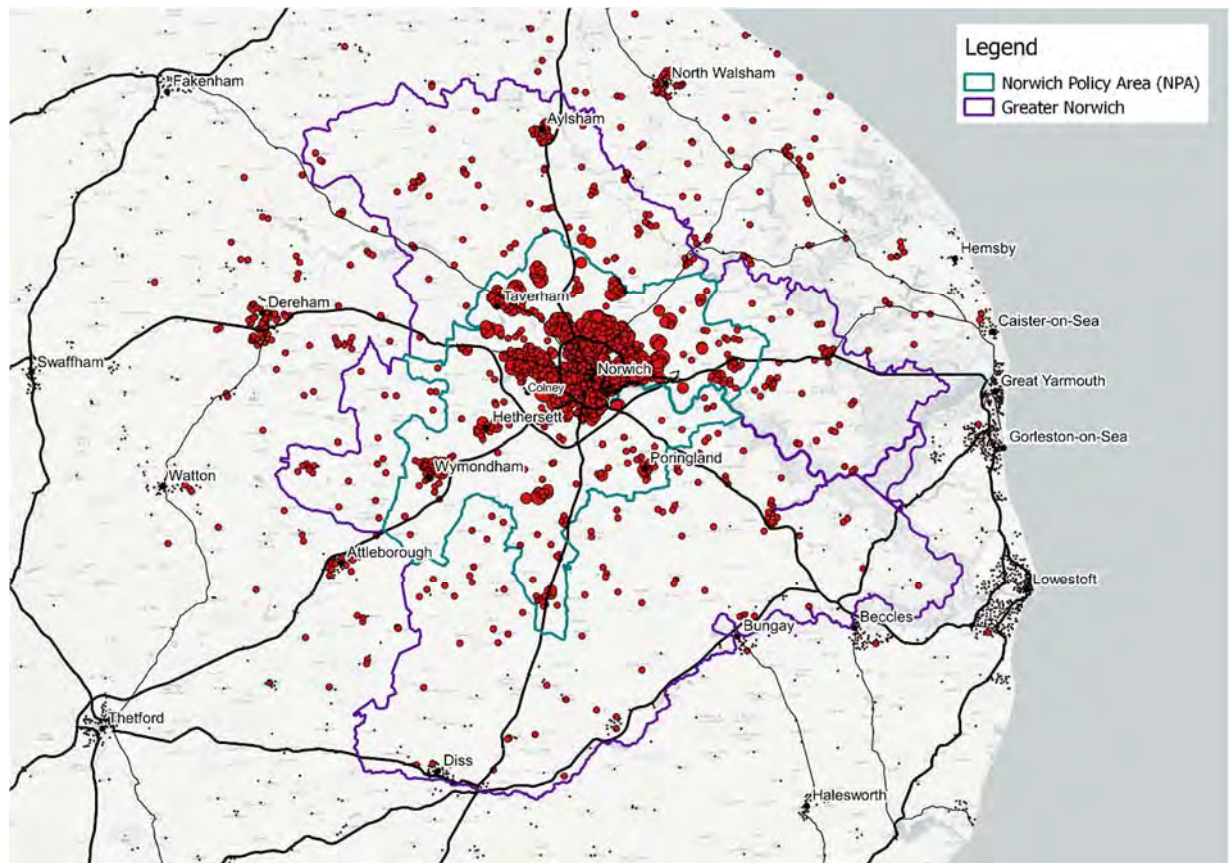 Legend
Norwich Policy Area (NPA)
Greater Norwich
Fakenham
North Walsham
Aylsham
Hemsby
Taverham
Dereham
Caister-on-Sea
Swaffham
Norwich
Great Yarmouth
Colney
Hethersett
Gorleston-on-Sea
Wymondham
Poringland
Watton
Attleborough
Lowestoft
Bungay
Beccles
Thetford
Diss
Halesworth